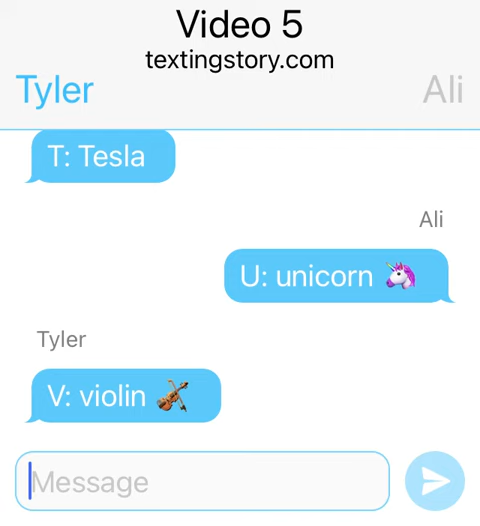 Video 5
textingstory.com
Tyler Ali
T: Tesla
Ali
U: unicorn 🦄
Tyler
V: violin 🎻
Message